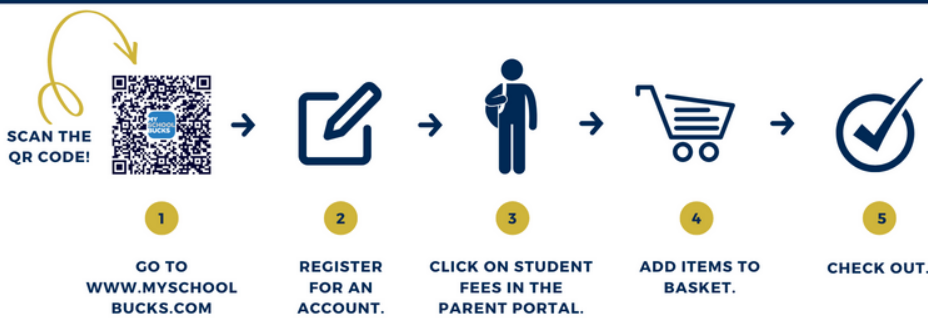 SCAN THE
QR CODE!
MY
SCHOOL
BUCKS
1
GO TO
WWW.MYSCHOOL
BUCKS.COM
2
REGISTER
FOR AN
ACCOUNT.
3
CLICK ON STUDENT
FEES IN THE
PARENT PORTAL.
4
ADD ITEMS TO
BASKET.
5
CHECK OUT.